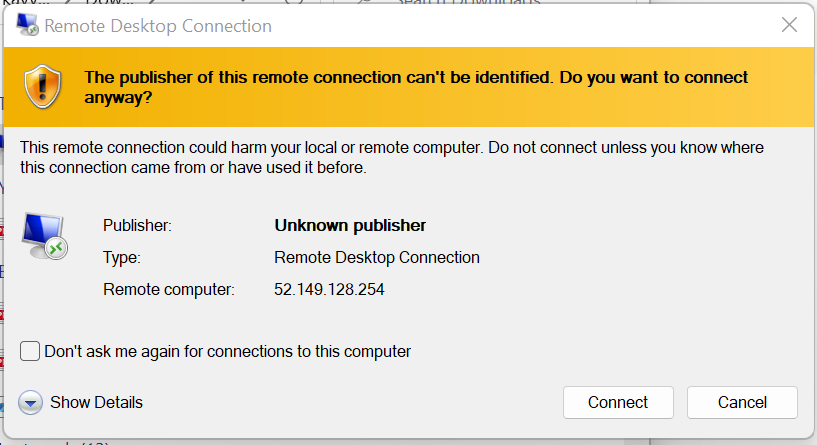 Remote Desktop Connection
The publisher of this remote connection can't be identified. Do you want to connect
anyway?
This remote connection could harm your local or remote computer. Do not connect unless you know where
this connection came from or have used it before.
Publisher: Unknown publisher
Type: Remote Desktop Connection
Remote computer: 52.149.128.254
Don't ask me again for connections to this computer
Show Details
Connect
Cancel